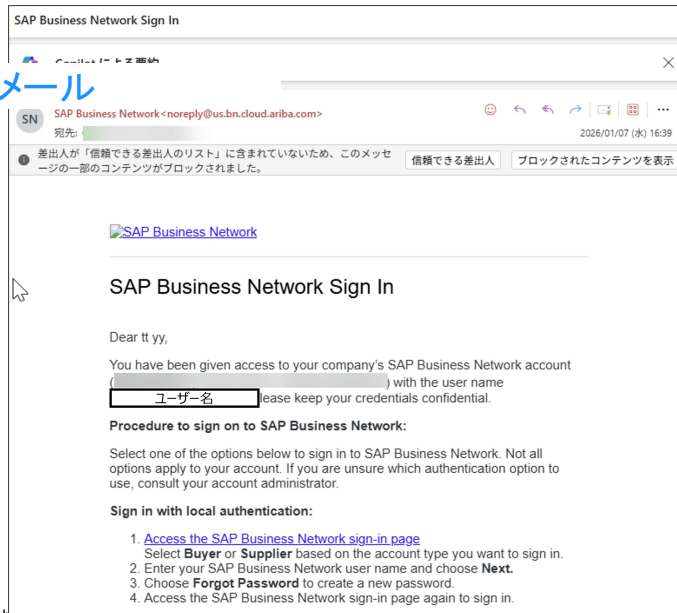 SAP Business Network Sign In
Copilot による要約
メール
SN
SAP Business Network<noreply@us.bn.cloud.ariba.com>
宛先:
2026/01/07 (水) 16:39
差出人が「信頼できる差出人のリスト」に含まれていないため、このメッセ
ージの一部のコンテンツがブロックされました。
信頼できる差出人
ブロックされたコンテンツを表示
SAP Business Network
SAP Business Network Sign In
Dear tt yy,
You have been given access to your company's SAP Business Network account
( ) with the user name
ユーザー名 lease keep your credentials confidential.
Procedure to sign on to SAP Business Network:
Select one of the options below to sign in to SAP Business Network. Not all
options apply to your account. If you are unsure which authentication option to
use, consult your account administrator.
Sign in with local authentication:
1. Access the SAP Business Network sign-in page
Select Buyer or Supplier based on the account type you want to sign in.
2. Enter your SAP Business Network user name and choose Next.
3. Choose Forgot Password to create a new password.
4. Access the SAP Business Network sign-in page again to sign in.